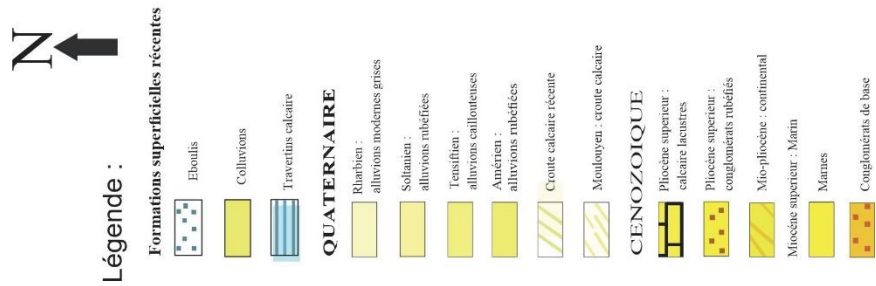 N
Légende :
Formations superficielles récentes
Eboulis
Colluvions
Travertins calcaire
QUATERNAIRE
Rharbien :
alluvions modernes grises
Soltanien :
alluvions rubéfiées
Tensiftien :
alluvions caillouteuses
Amérien :
alluvions rubéfiées
Croute calcaire récente
Moulouyen : croute calcaire
CENOZOIQUE
Pliocène superieur :
calcaire lacustres
Pliocène superieur :
conglomérats rubéfiés
Mio-pliocène : continental
Miocène superieur : Marin
Marnes
Conglomérats de base